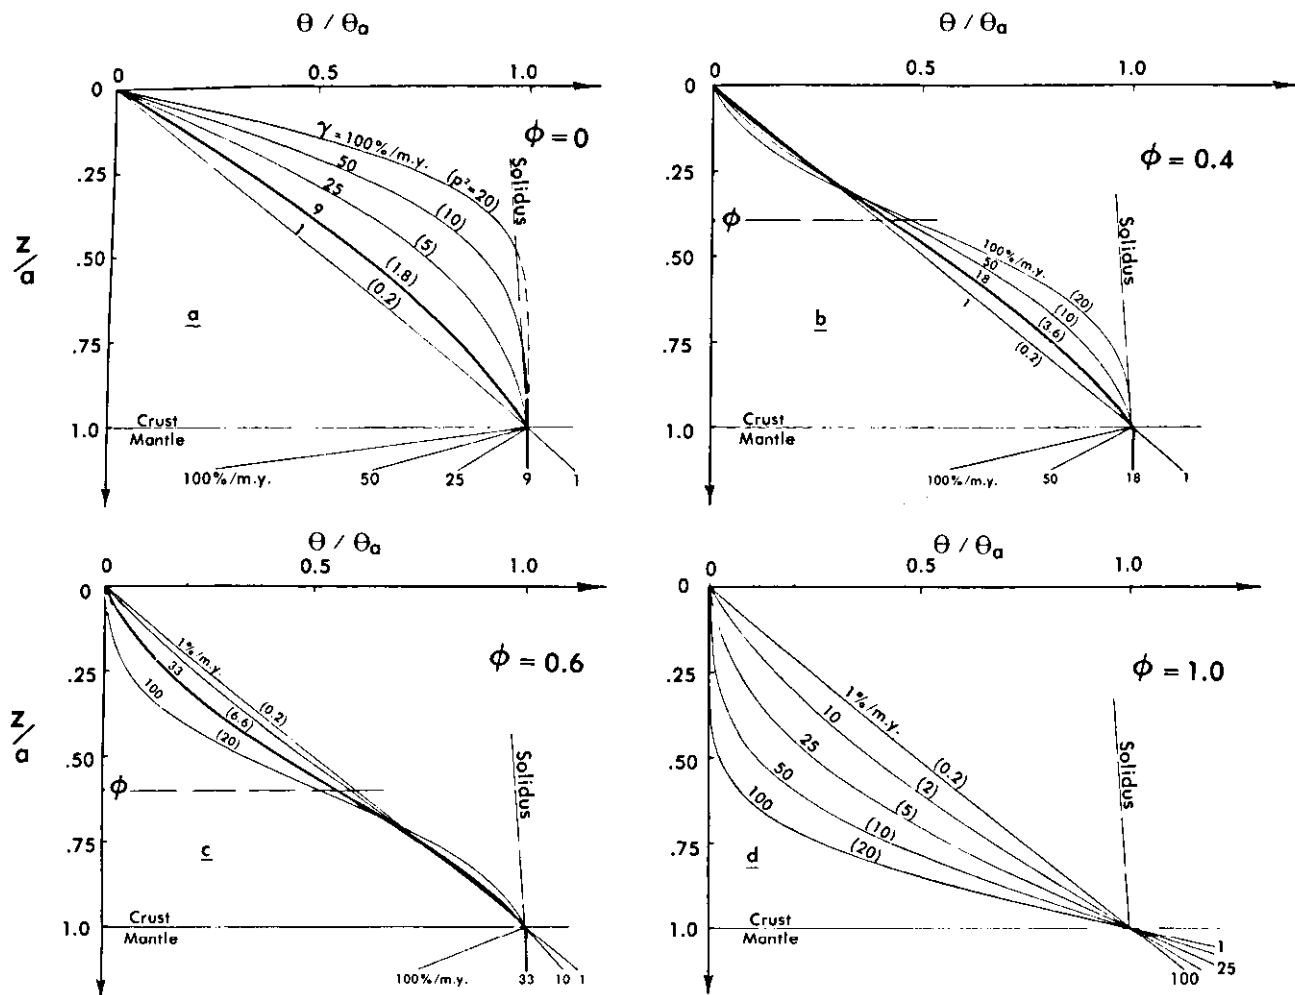 Θ / Θa
0 0.5 1.0
0
.25
.50
.75
1.0
z/a
ϕ = 0
γ = 100%/m.y.
50
25
9
1
(p²=20)
(10)
(5)
(1.8)
(0.2)
Solidus
a
Crust
Mantle
100%/m.y. 50 25 9 1
Θ / Θa
0 0.5 1.0
0
.25
.50
.75
1.0
ϕ = 0.4
ϕ
100%/m.y.
50
18
1
(20)
(10)
(3.6)
(0.2)
Solidus
b
Crust
Mantle
100%/m.y. 50 18 1
Θ / Θa
0 0.5 1.0
0
.25
.50
.75
1.0
z/a
ϕ = 0.6
ϕ
1%/m.y.
33
100
(0.2)
(6.6)
(20)
Solidus
c
Crust
Mantle
100%/m.y. 33 10 1
Θ / Θa
0 0.5 1.0
0
.25
.50
.75
1.0
ϕ = 1.0
1%/m.y.
10
25
50
100
(0.2)
(2)
(5)
(10)
(20)
Solidus
d
Crust
Mantle
1
25
100